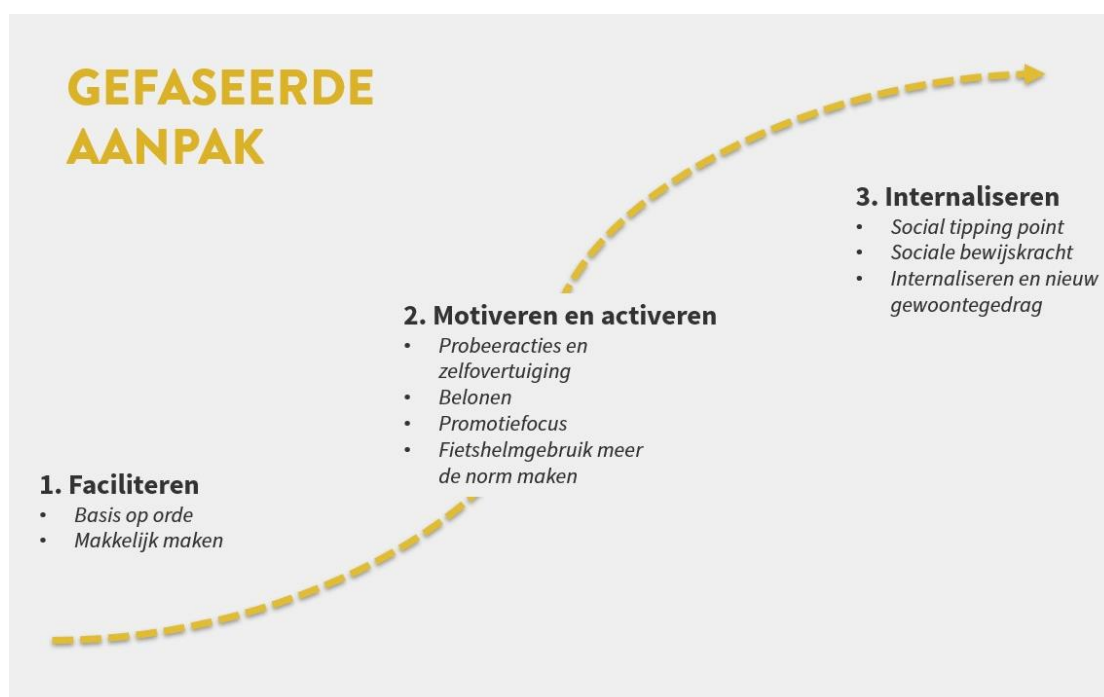 GEFASEERDE
AANPAK
3. Internaliseren
• Social tipping point
• Sociale bewijskracht
• Internaliseren en nieuw
gewoontegedrag
2. Motiveren en activeren
• Probeeracties en
zelfovertuiging
• Belonen
• Promotiefocus
• Fietshelmgebruik meer
de norm maken
1. Faciliteren
• Basis op orde
• Makkelijk maken